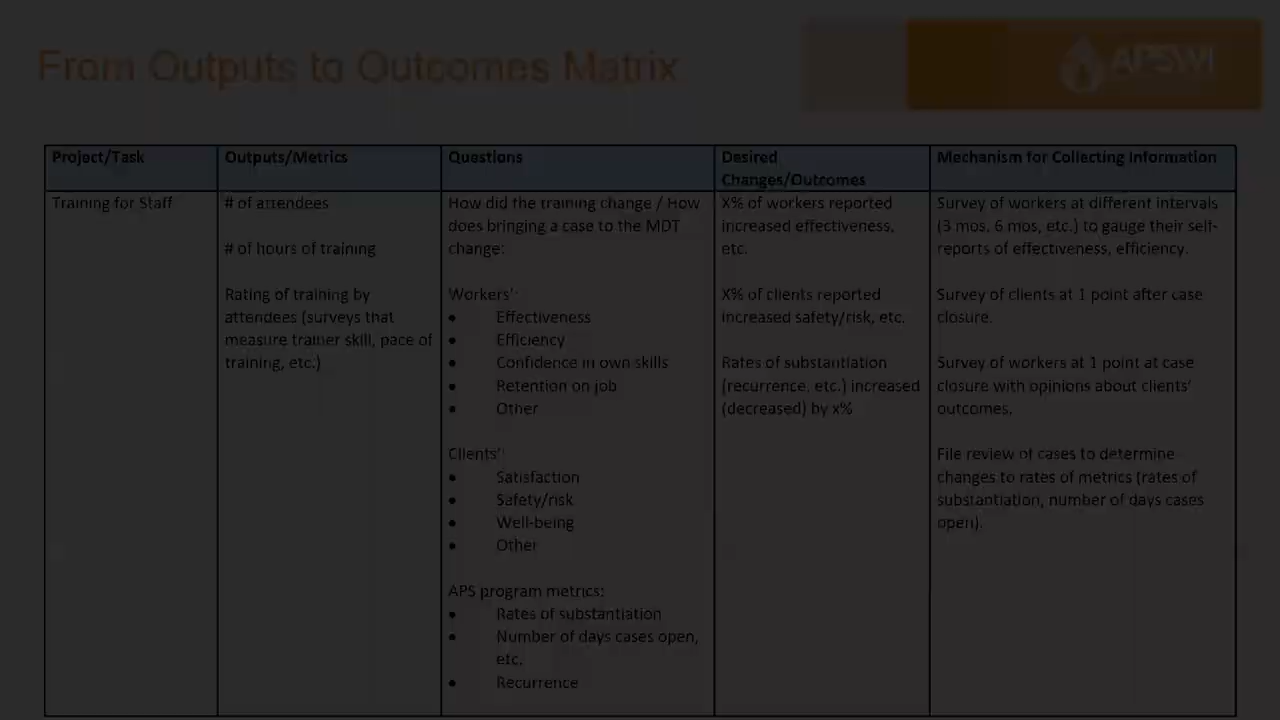 From Outputs to Outcomes Matrix
APSWI
Project/Task
Outputs/Metrics
Questions
Desired
Changes/Outcomes
Mechanism for Collecting Information
Training for Staff
# of attendees
# of hours of training
Rating of training by
attendees (surveys that
measure trainer skill, pace of
training, etc.)
How did the training change / How
does bringing a case to the MDT
change:
Workers':
• Effectiveness
• Efficiency
• Confidence in own skills
• Retention on job
• Other
Clients':
• Satisfaction
• Safety/risk
• Well-being
• Other
APS program metrics:
• Rates of substantiation
• Number of days cases open,
etc.
• Recurrence
X% of workers reported
increased effectiveness,
etc.
X% of clients reported
increased safety/risk, etc.
Rates of substantiation
(recurrence, etc.) increased
(decreased) by x%
Survey of workers at different intervals
(3 mos, 6 mos, etc.) to gauge their self-
reports of effectiveness, efficiency.
Survey of clients at 1 point after case
closure.
Survey of workers at 1 point at case
closure with opinions about clients'
outcomes.
File review of cases to determine
changes to rates of metrics (rates of
substantiation, number of days cases
open).